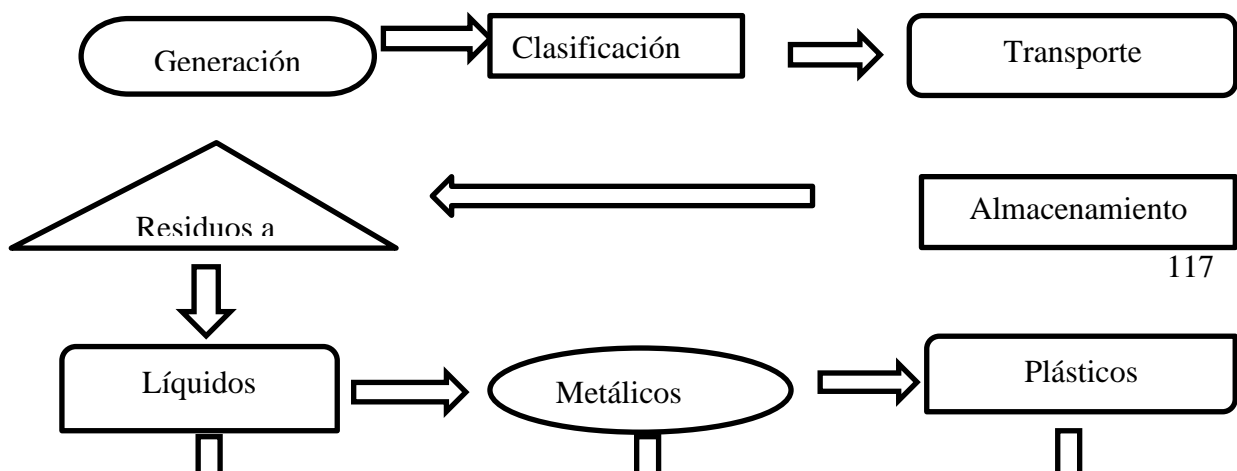 Generación
Clasificación
Transporte
Residuos a
Almacenamiento
117
Líquidos
Metálicos
Plásticos